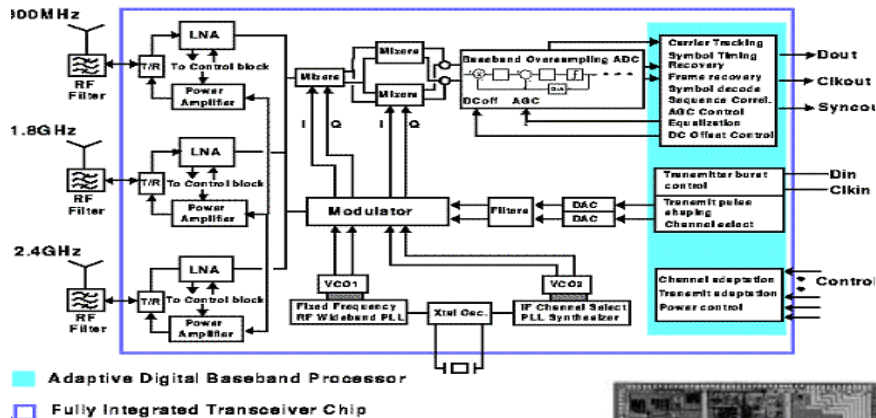 900MHz
LNA
T/R
To Control block
Power
Amplifier
RF
Filter
1.8GHz
LNA
T/R
To Control block
Power
Amplifier
RF
Filter
2.4GHz
LNA
T/R
To Control block
Power
Amplifier
RF
Filter
Mixers
Mixers
Mixers
I
Q
I
Q
Baseband Oversampling ADC
DCoff
AGC
Carrier Tracking
Symbol Timing
Recovery
Frame recovery
Symbol decode
Sequence Correl.
AGC Control
Equalization
DC Offset Control
Dout
Clkout
Syncou
Modulator
Filters
DAC
DAC
Transmitter burst
control
Transmit pulse
shaping
Channel select
Din
Clkin
VCO1
Fixed Frequency
RF Wideband PLL
Xtal Osc.
VCO2
IF Channel Select
PLL Synthesizer
Channel adaptation
Transmit adaptation
Power control
Control
Adaptive Digital Baseband Processor
Fully Integrated Transceiver Chip